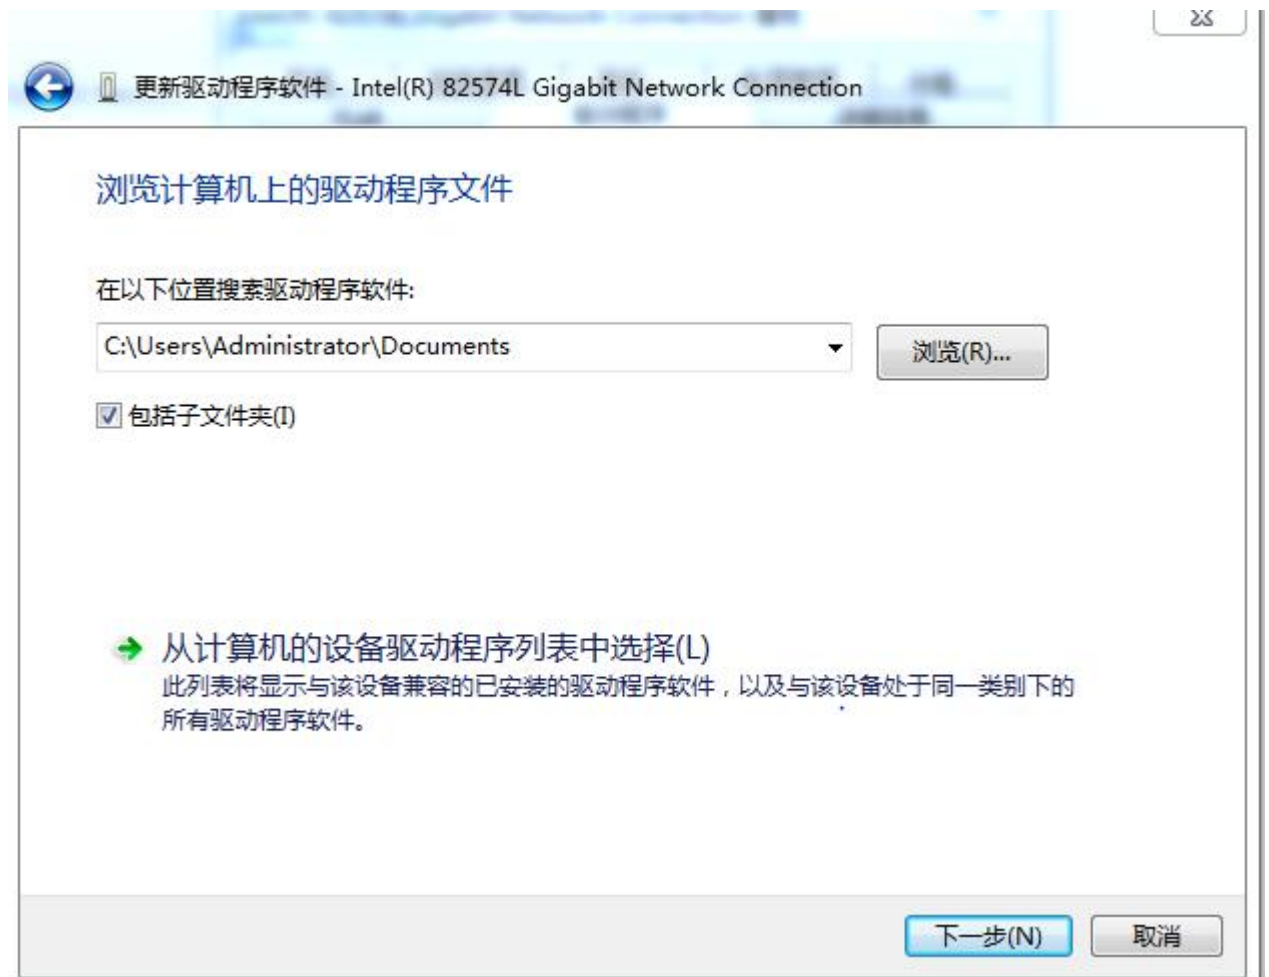 更新驱动程序软件 - Intel(R) 82574L Gigabit Network Connection
浏览计算机上的驱动程序文件
在以下位置搜索驱动程序软件:
C:\Users\Administrator\Documents
浏览(R)...
包括子文件夹(I)
从计算机的设备驱动程序列表中选择(L)
此列表将显示与该设备兼容的已安装的驱动程序软件，以及与该设备处于同一类别下的
所有驱动程序软件。
下一步(N)
取消